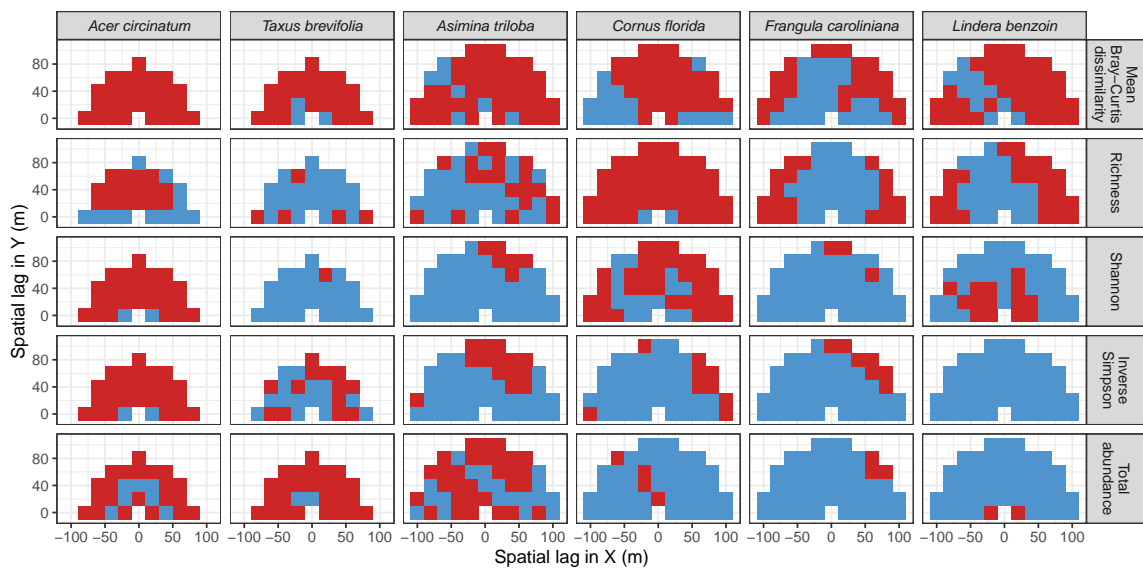 Acer circinatum
Taxus brevifolia
Asimina triloba
Cornus florida
Frangula caroliniana
Lindera benzoin
80
40
0
Mean
Bray−Curtis
dissimilarity
80
40
0
Richness
80
40
0
Shannon
80
40
0
Inverse
Simpson
80
40
0
Total
abundance
Spatial lag in Y (m)
−100 −50 0 50 100
−100 −50 0 50 100
−100 −50 0 50 100
−100 −50 0 50 100
−100 −50 0 50 100
−100 −50 0 50 100
Spatial lag in X (m)